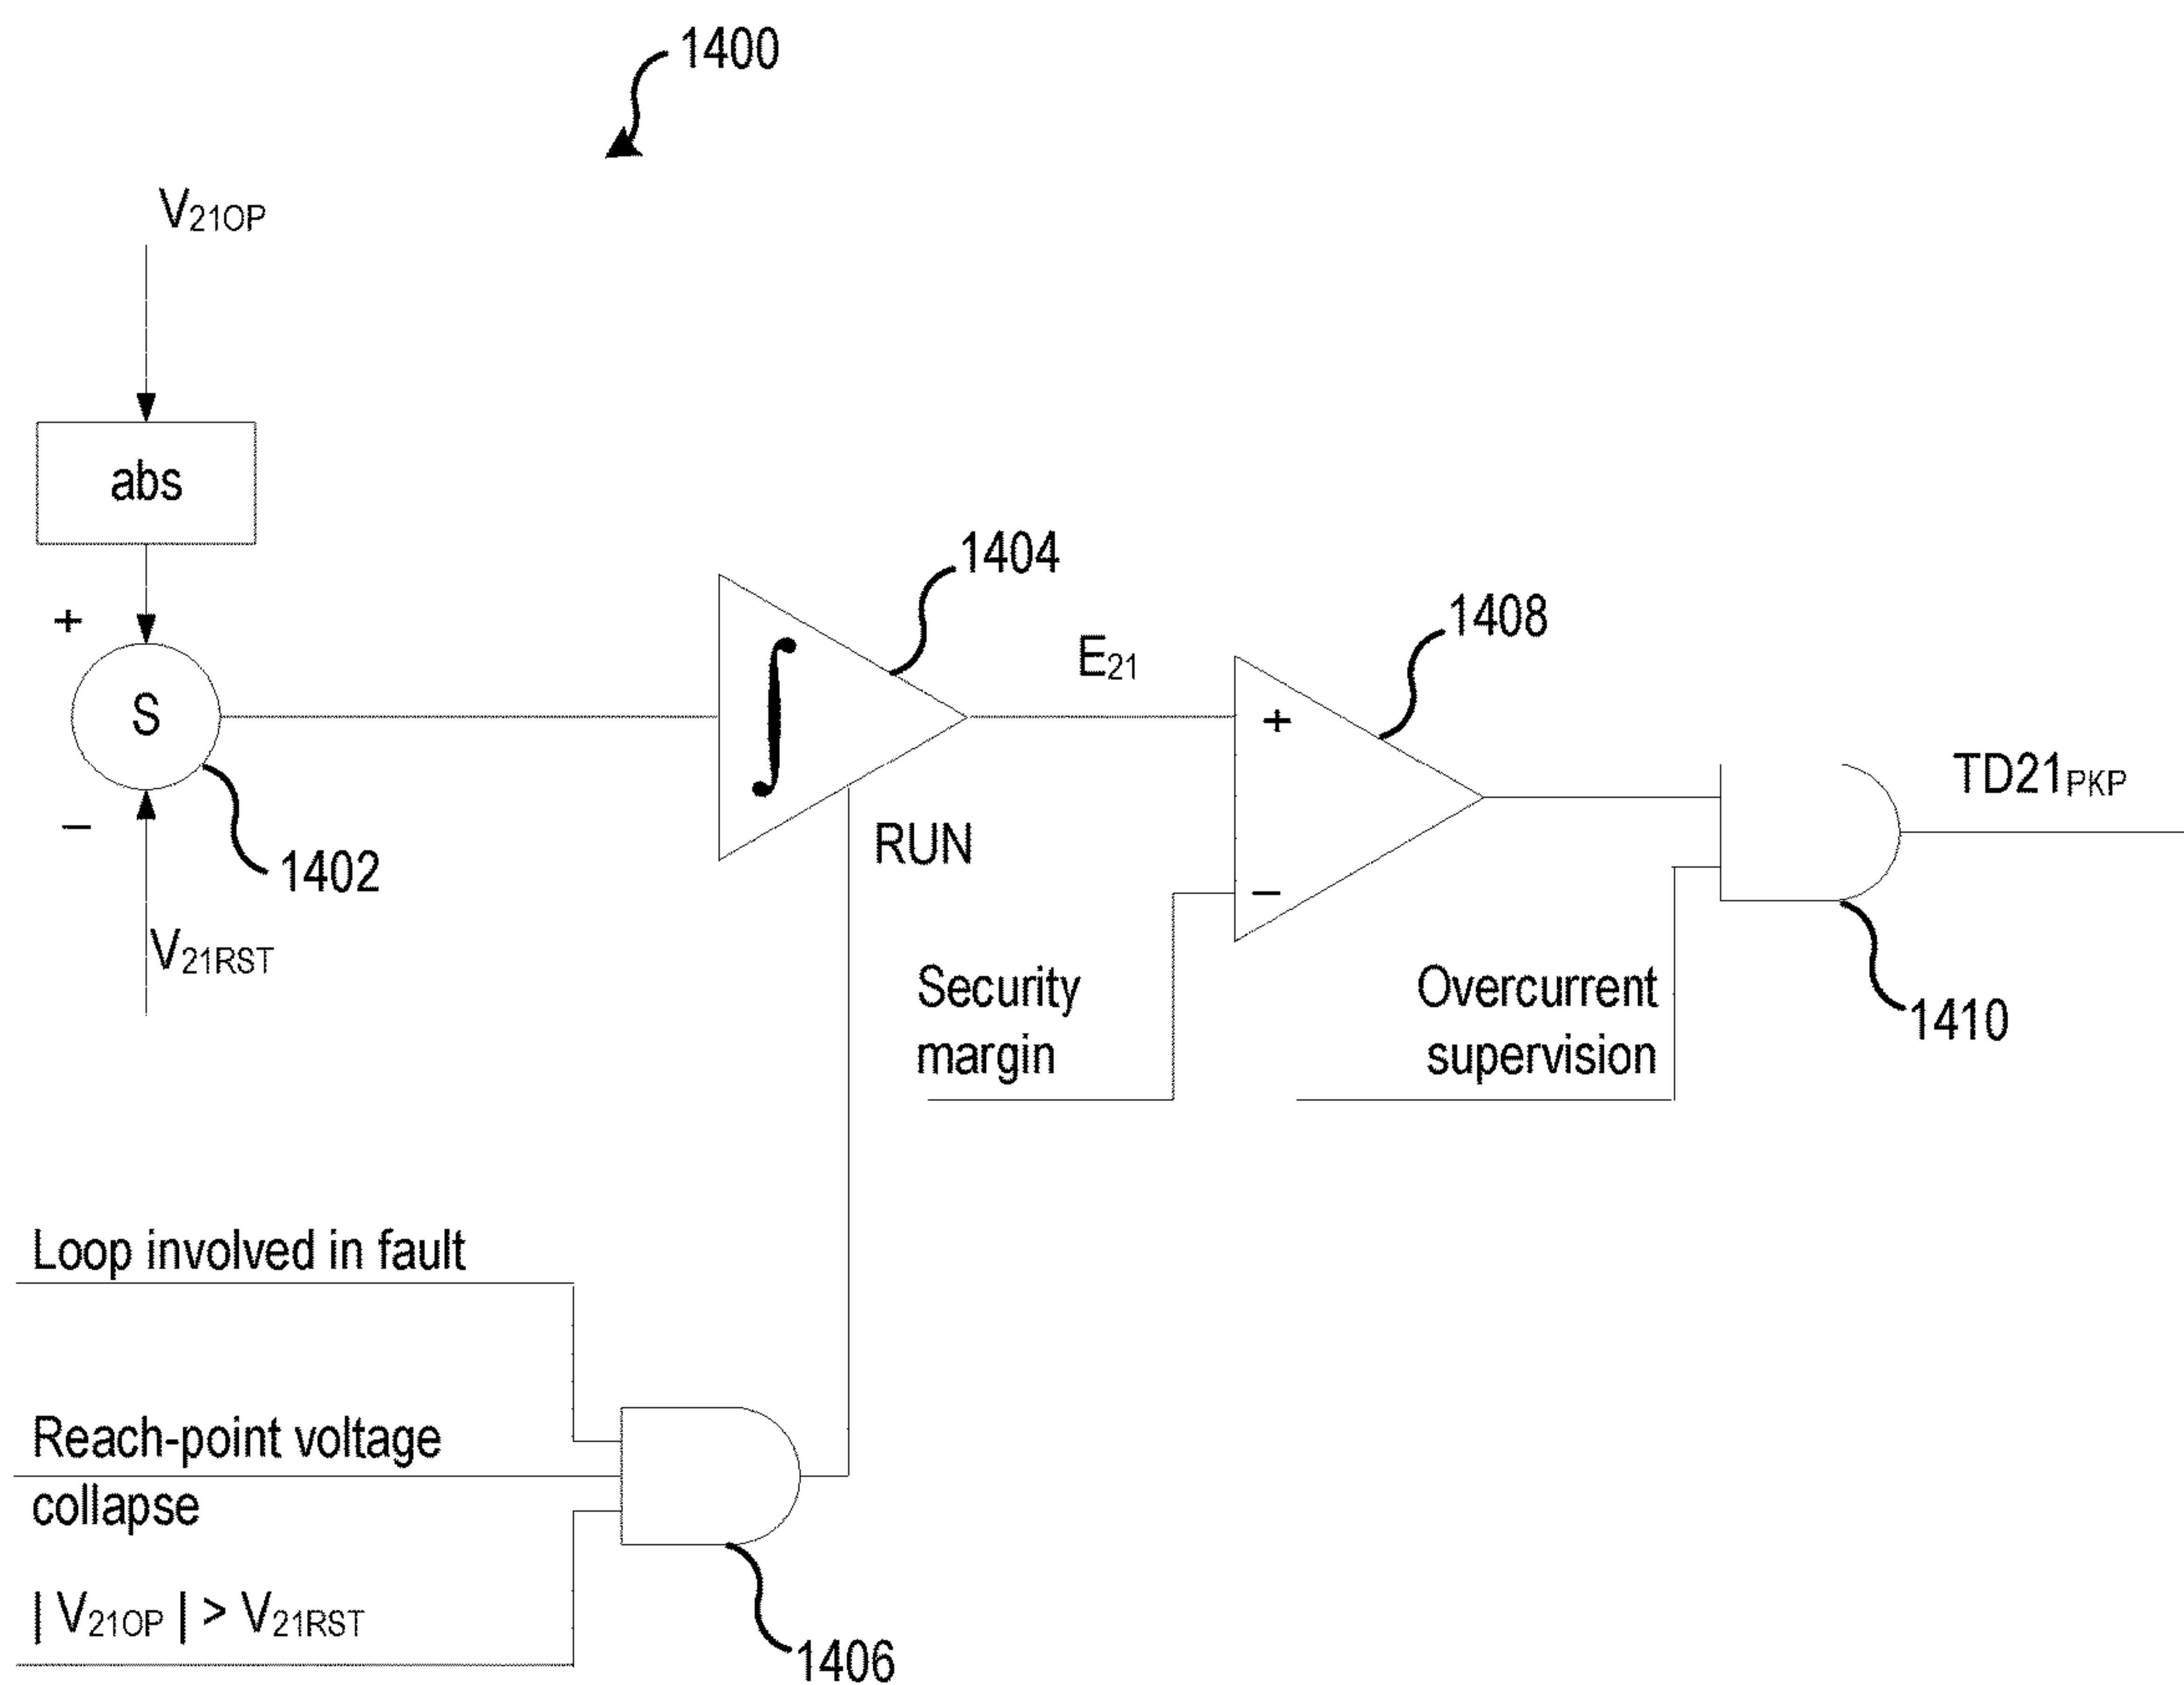 1400
V21OP
abs
1404
1408
+
E21
S
+
TD21PKP
−
RUN
1402
−
V21RST
Security
margin
Overcurrent
supervision
1410
Loop involved in fault
Reach-point voltage
collapse
| V21OP | > V21RST
1406